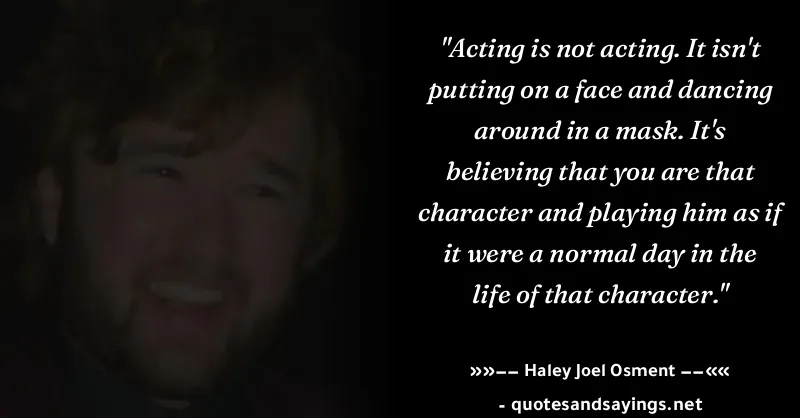 "Acting is not acting. It isn't
putting on a face and dancing
around in a mask. It's
believing that you are that
character and playing him as if
it were a normal day in the
life of that character."
»»−− Haley Joel Osment −−««
- quotesandsayings.net